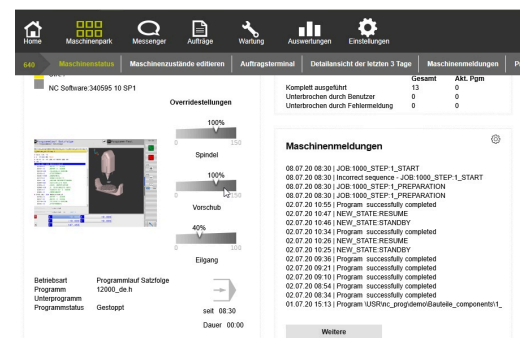 Home Maschinenpark Messenger Aufträge Wartung Auswertungen Einstellungen
640 Maschinenstatus Maschinenzustände editieren Auftragsterminal Detailansicht der letzten 3 Tage Maschinenmeldungen
NC Software:340595 10 SP1
Overridestellungen
100%
0 150
Spindel
100%
150
Vorschub
40%
0 100
Eilgang
Betriebsart Programmlauf Satzfolge
Programm 12000_de.h
Unterprogramm
Programmstatus Gestoppt
seit 08:30
Dauer 00:00
Gesamt Akt. Pgm
Komplett ausgeführt 13 0
Unterbrochen durch Benutzer 0 0
Unterbrochen durch Fehlermeldung 0 0
Maschinenmeldungen
08.07.20 08:30 | JOB:1000_STEP:1_START
08.07.20 08:30 | Incorrect sequence - JOB:1000_STEP:1_START
08.07.20 08:30 | JOB:1000_STEP:1_PREPARATION
08.07.20 08:30 | JOB:1000_STEP:1_PREPARATION
02.07.20 10:55 | Program successfully completed
02.07.20 10:47 | NEW_STATE:RESUME
02.07.20 10:46 | NEW_STATE:STANDBY
02.07.20 10:34 | Program successfully completed
02.07.20 10:26 | NEW_STATE:RESUME
02.07.20 10:25 | NEW_STATE:STANDBY
02.07.20 09:36 | Program successfully completed
02.07.20 09:21 | Program successfully completed
02.07.20 09:10 | Program successfully completed
02.07.20 08:54 | Program successfully completed
02.07.20 08:34 | Program successfully completed
01.07.20 15:13 | Program \USR\nc_prog\demo\Bauteile_components\1_
Weitere